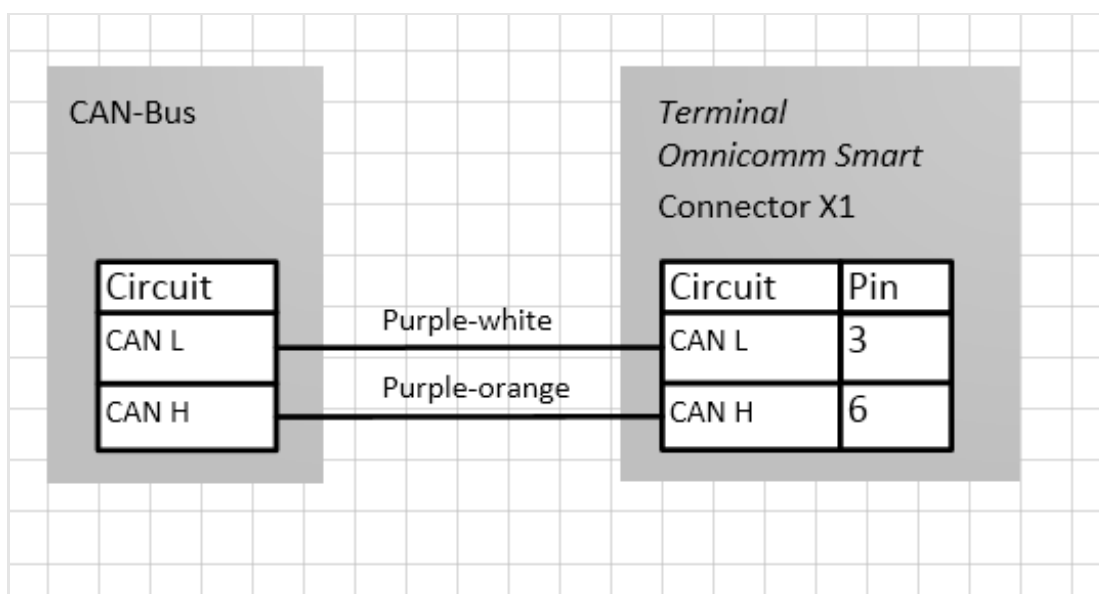 CAN-Bus
Circuit
CAN L
CAN H
Purple-white
Purple-orange
Terminal
Omnicomm Smart
Connector X1
Circuit Pin
CAN L 3
CAN H 6